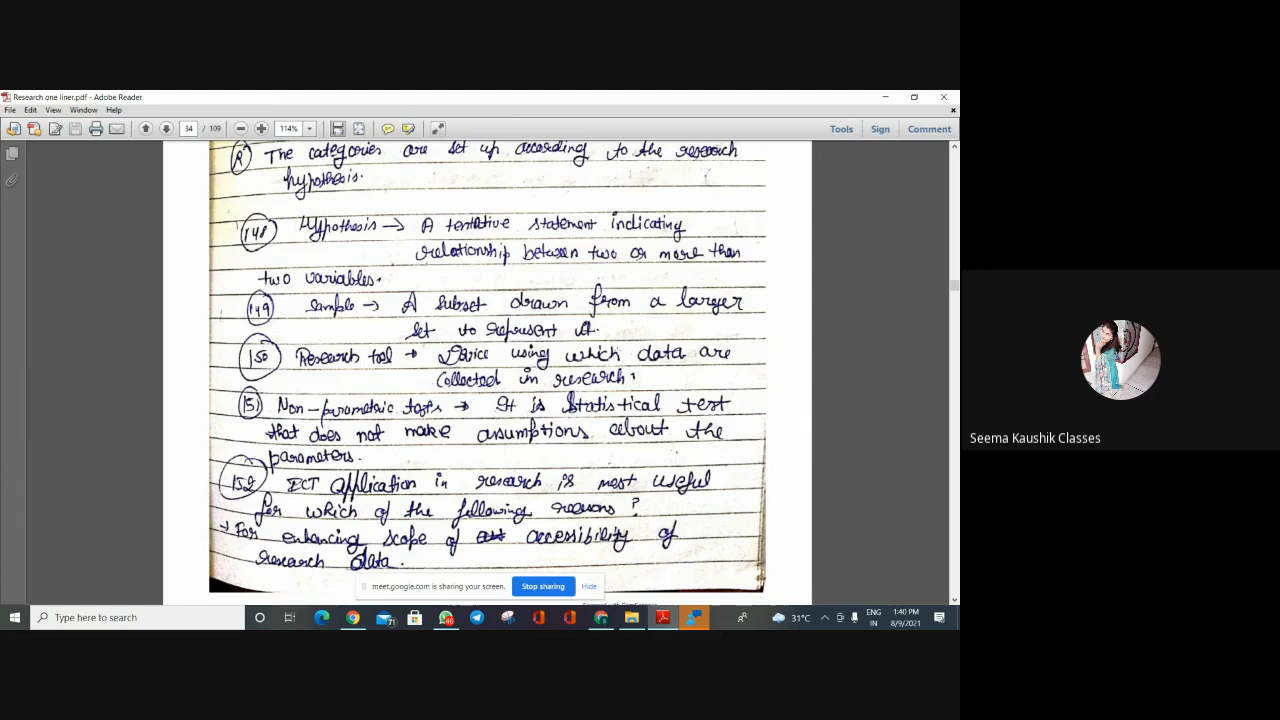 Research one liner.pdf - Adobe Reader
File Edit View Window Help
34 / 109 114% Tools Sign Comment
R The categories are set up according to the research
hypothesis.
148 Hypothesis → A tentative statement indicating
relationship between two or more than
two variables.
149 Sample → A subset drawn from a larger
set to represent it.
150 Research tool → Device using which data are
collected in research.
151 Non-parametric tests → It is statistical test
that does not make assumptions about the
parameters.
152 ICT application in research is most useful
for which of the following reasons?
→ For enhancing scope of accessibility of
research data.
meet.google.com is sharing your screen. Stop sharing Hide
Seema Kaushik Classes
Type here to search
71
31°C
ENG
IN
1:40 PM
8/9/2021